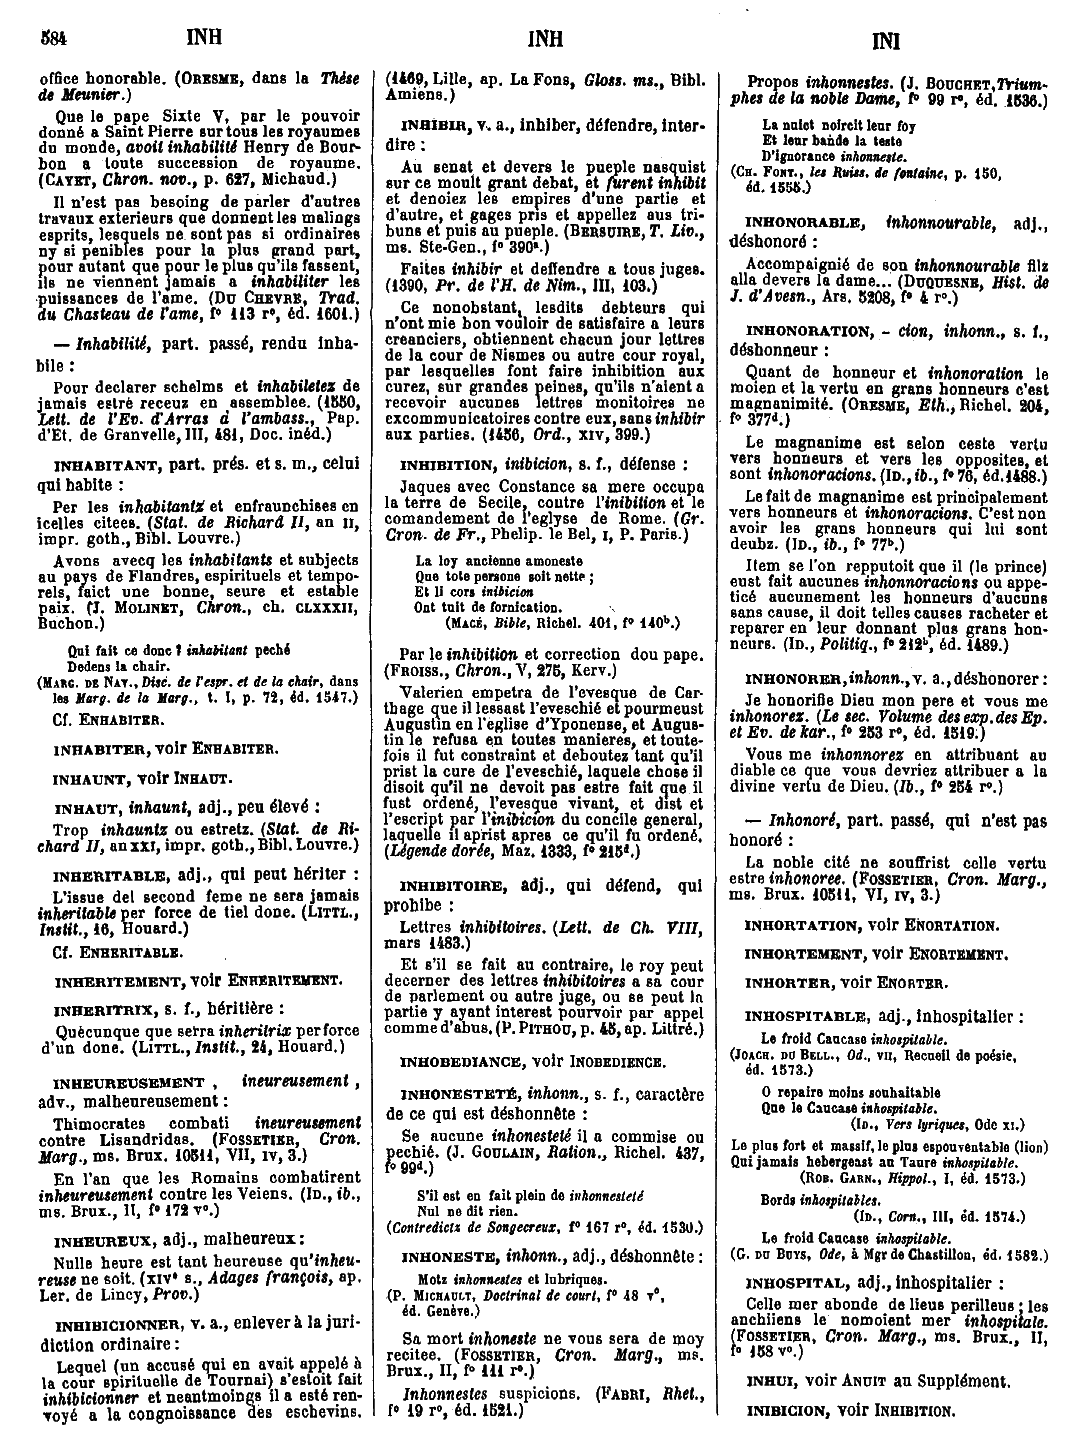 584 INH INH INI
office honorable. (ORESME, dans la Thèse
de Meunier.)
Que le pape Sixte V, par le pouvoir
donné a Saint Pierre sur tous les royaumes
du monde, avoit inhabilité Henry de Bour-
bon a toute succession de royaume.
(CAYET, Chron. nov., p. 627, Michaud.)
Il n'est pas besoing de parler d'autres
travaux exterieurs que donnent les malings
esprits, lesquels ne sont pas si ordinaires
ny si penibles pour la plus grand part,
pour autant que pour le plus qu'ils fassent,
ils ne viennent jamais a inhabiliter les
puissances de l'ame. (DU CHEVRE, Trad.
du Chasteau de l'ame, f° 113 r°, éd. 1601.)
— Inhabilité, part. passé, rendu inha-
bile :
Pour declarer schelms et inhabiletez de
jamais estre receuz en assemblee. (1550,
Lett. de l'Ev. d'Arras à l'ambass., Pap.
d'Et. de Granvelle, III, 481, Doc. inéd.)
INHABITANT, part. prés. et s. m., celui
qui habite :
Per les inhabitantz et enfraunchises en
icelles citees. (Stat. de Richard II, an II,
impr. goth., Bibl. Louvre.)
Avons avecq les inhabitants et subjects
au pays de Flandres, espirituels et tempo-
rels, faict une bonne, seure et estable
paix. (J. MOLINET, Chron., ch. CLXXXII,
Buchon.)
Qui fait ce donc ? inhabitant peché
Dedens la chair.
(MARG. DE NAV., Disc. de l'espr. et de la chair, dans
les Marg. de la Marg., t. I, p. 72, éd. 1547.)
Cf. ENHABITER.
INHABITER, voir ENHABITER.
INHAUNT, voir INHAUT.
INHAUT, inhaunt, adj., peu élevé :
Trop inhauntz ou estretz. (Stat. de Ri-
chard II, an XXI, impr. goth., Bibl. Louvre.)
INHERITABLE, adj., qui peut hériter :
L'issue del second feme ne sera jamais
inheritable per force de tiel done. (LITTL.,
Instit., 16, Houard.)
Cf. ENHERITABLE.
INHERITEMENT, voir ENHERITEMENT.
INHERITRIX, s. f., héritière :
Quecunque que serra inheritrix per force
d'un done. (LITTL., Instit., 24, Houard.)
INHEUREUSEMENT, ineureusement,
adv., malheureusement :
Thimocrates combati ineureusement
contre Lisandridas. (FOSSETIER, Cron.
Marg., ms. Brux. 10511, VII, IV, 3.)
En l'an que les Romains combatirent
inheureusement contre les Veiens. (ID., ib.,
ms. Brux., II, f° 172 v°.)
INHEUREUX, adj., malheureux :
Nulle heure est tant heureuse qu'inheu-
reuse ne soit. (XIVe s., Adages françois, ap.
Ler. de Lincy, Prov.)
INHIBICIONNER, v. a., enlever à la juri-
diction ordinaire :
Lequel (un accusé qui en avait appelé à
la cour spirituelle de Tournai) s'estoit fait
inhibicionner et neantmoings il a esté ren-
voyé a la congnoissance des eschevins.
(1469, Lille, ap. La Fons, Gloss. ms., Bibl.
Amiens.)
INHIBIR, v. a., inhiber, défendre, inter-
dire :
Au senat et devers le pueple nasquist
sur ce moult grant debat, et furent inhibit
et denoiez les empires d'une partie et
d'autre, et gages pris et appellez aus tri-
buns et puis au pueple. (BERSUIRE, T. Liv.,
ms. Ste-Gen., f° 390ª.)
Faites inhibir et deffendre a tous juges.
(1390, Pr. de l'H. de Nim., III, 103.)
Ce nonobstant, lesdits debteurs qui
n'ont mie bon vouloir de satisfaire a leurs
creanciers, obtiennent chacun jour lettres
de la cour de Nismes ou autre cour royal,
par lesquelles font faire inhibition aux
curez, sur grandes peines, qu'ils n'aient a
recevoir aucunes lettres monitoires ne
excommunicatoires contre eux, sans inhibir
aux parties. (1456, Ord., XIV, 399.)
INHIBITION, inibicion, s. f., défense :
Jaques avec Constance sa mere occupa
la terre de Secile, contre l'inibition et le
comandement de l'eglyse de Rome. (Gr.
Cron. de Fr., Phelip. le Bel, I, P. Paris.)
La loy ancienne amoneste
Que tote persone soit nette ;
Et li cors inibicion
Ont tuit de fornication.
(MACÉ, Bible, Richel. 401, f° 140ᵇ.)
Par le inhibition et correction dou pape.
(FROISS., Chron., V, 275, Kerv.)
Valerien empetra de l'evesque de Car-
thage que il lessast l'eveschié et pourmeust
Augustin en l'eglise d'Yponense, et Augus-
tin le refusa en toutes manieres, et toute-
fois il fut constraint et deboutez tant qu'il
prist la cure de l'eveschié, laquele chose il
disoit qu'il ne devoit pas estre fait que il
fust ordené, l'evesque vivant, et dist et
l'escript par l'inibicion du concile general,
laquelle il aprist apres ce qu'il fu ordené.
(Légende dorée, Maz. 1333, f° 215ᵈ.)
INHIBITOIRE, adj., qui défend, qui
prohibe :
Lettres inhibitoires. (Lett. de Ch. VIII,
mars 1483.)
Et s'il se fait au contraire, le roy peut
decerner des lettres inhibitoires a sa cour
de parlement ou autre juge, ou se peut la
partie y ayant interest pourvoir par appel
comme d'abus. (P. PITHOU, p. 45, ap. Littré.)
INHOBEDIANCE, voir INOBEDIENCE.
INHONESTETÉ, inhonn., s. f., caractère
de ce qui est déshonnête :
Se aucune inhonesteté il a commise ou
pechié. (J. GOULAIN, Ration., Richel. 437,
f° 99ᵈ.)
S'il est en fait plein de inhonnesteté
Nul ne dit rien.
(Contredictz de Songecreux, f° 167 r°, éd. 1530.)
INHONESTE, inhonn., adj., déshonnête :
Motz inhonnestes et lubriques.
(P. MICHAULT, Doctrinal de court, f° 48 v°,
éd. Genève.)
Sa mort inhoneste ne vous sera de moy
recitee. (FOSSETIER, Cron. Marg., ms.
Brux., II, f° 111 r°.)
Inhonnestes suspicions. (FABRI, Rhet.,
f° 19 r°, éd. 1521.)
Propos inhonnestes. (J. BOUCHET, Trium-
phes de la noble Dame, f° 99 r°, éd. 1536.)
La nuict noircit leur foy
Et leur bande la teste
D'ignorance inhonneste.
(CH. FONT., les Ruiss. de fontaine, p. 150,
éd. 1555.)
INHONORABLE, inhonnourable, adj.,
déshonoré :
Accompaignié de son inhonnourable filz
alla devers la dame... (DUQUESNE, Hist. de
J. d'Avesn., Ars. 5208, f° 4 r°.)
INHONORATION, - cion, inhonn., s. f.,
déshonneur :
Quant de honneur et inhonoration le
moien et la vertu en grans honneurs c'est
magnanimité. (ORESME, Eth., Richel. 204,
f° 377ᵈ.)
Le magnanime est selon ceste vertu
vers honneurs et vers les opposites, et
sont inhonoracions. (ID., ib., f° 76, éd. 1488.)
Le fait de magnanime est principalement
vers honneurs et inhonoracions. C'est non
avoir les grans honneurs qui lui sont
deubz. (ID., ib., f° 77ᵇ.)
Item se l'on repputoit que il (le prince)
eust fait aucunes inhonnoracions ou appe-
ticé aucunement les honneurs d'aucuns
sans cause, il doit telles causes racheter et
reparer en leur donnant plus grans hon-
neurs. (ID., Politiq., f° 212ᵇ, éd. 1489.)
INHONORER, inhonn., v. a., déshonorer :
Je honorifie Dieu mon pere et vous me
inhonorez. (Le sec. Volume des exp. des Ep.
et Ev. de kar., f° 253 r°, éd. 1519.)
Vous me inhonnorez en attribuant au
diable ce que vous devriez attribuer a la
divine vertu de Dieu. (Ib., f° 254 r°.)
— Inhonoré, part. passé, qui n'est pas
honoré :
La noble cité ne souffrist celle vertu
estre inhonoree. (FOSSETIER, Cron. Marg.,
ms. Brux. 10511, VI, IV, 3.)
INHORTATION, voir ENORTATION.
INHORTEMENT, voir ENORTEMENT.
INHORTER, voir ENORTER.
INHOSPITABLE, adj., inhospitalier :
Le froid Caucase inhospitable.
(JOACH. DU BELL., Od., VII, Recueil de poésie,
éd. 1573.)
O repaire moins souhaitable
Que le Caucase inhospitable.
(ID., Vers lyriques, Ode XI.)
Le plus fort et massif, le plus espouventable (lion)
Qui jamais hebergeast au Taure inhospitable.
(ROB. GARN., Hippol., I, éd. 1573.)
Bords inhospitables.
(ID., Corn., III, éd. 1574.)
Le froid Caucase inhospitable.
(G. DU BUYS, Ode, à Mgr de Chastillon, éd. 1582.)
INHOSPITAL, adj., inhospitalier :
Celle mer abonde de lieus perilleus ; les
anchiiens le nomoient mer inhospitale.
(FOSSETIER, Cron. Marg., ms. Brux., II,
f° 158 v°.)
INHUI, voir ANUIT au Supplément.
INIBICION, voir INHIBITION.